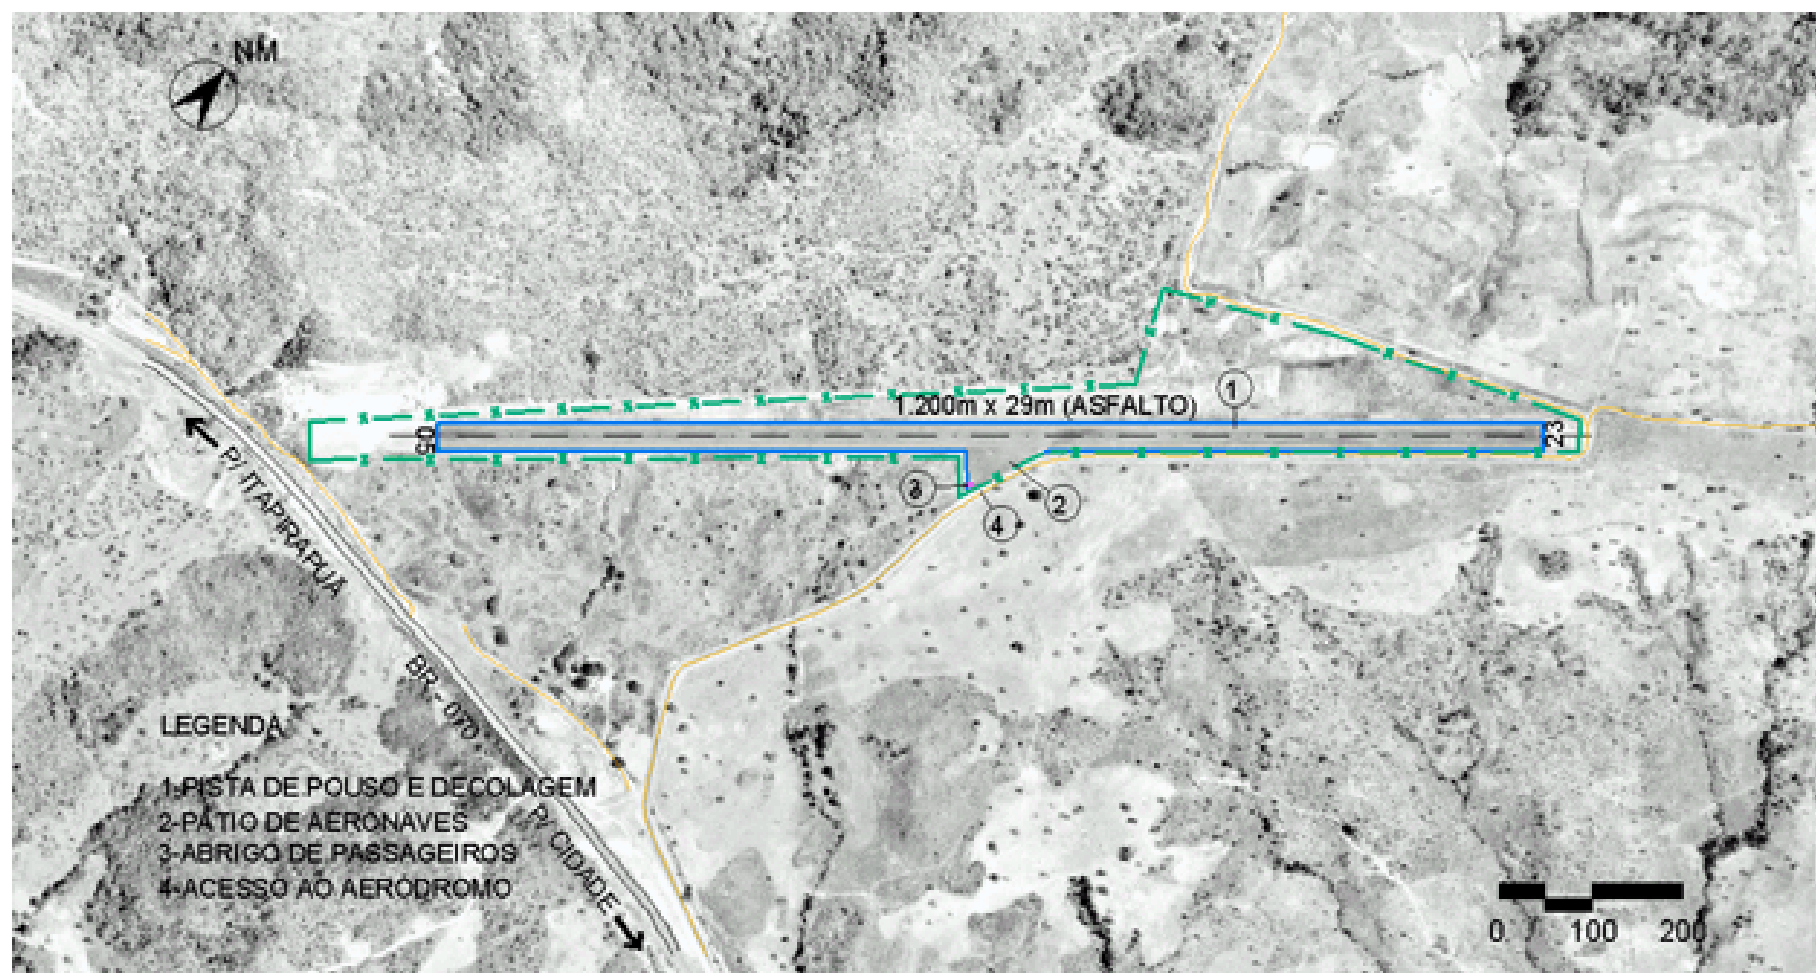 NM
1
1.200m x 29m (ASFALTO)
05
23
3
2
4
P/ ITAPIRAPUÃ
BR - 070
P/ CIDADE
LEGENDA
1-PISTA DE POUSO E DECOLAGEM
2-PÁTIO DE AERONAVES
3-ABRIGO DE PASSAGEIROS
4-ACESSO AO AERÓDROMO
0 100 200